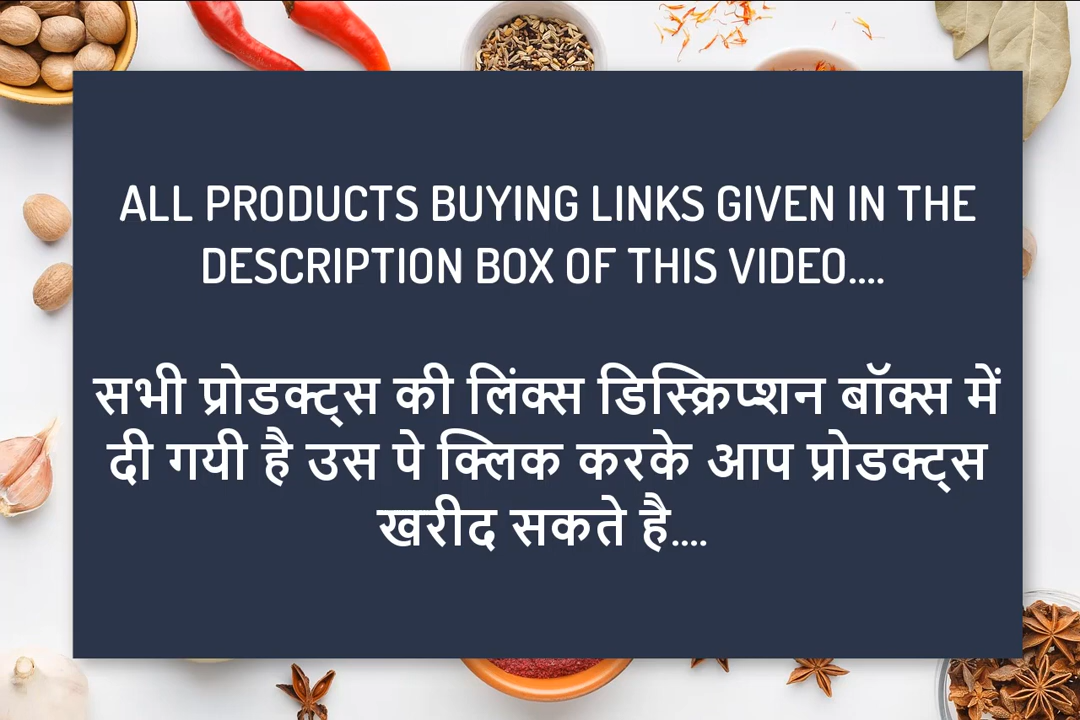 ALL PRODUCTS BUYING LINKS GIVEN IN THE
DESCRIPTION BOX OF THIS VIDEO....
सभी प्रोडक्ट्स की लिंक्स डिस्क्रिप्शन बॉक्स में
दी गयी है उस पे क्लिक करके आप प्रोडक्ट्स
खरीद सकते है....